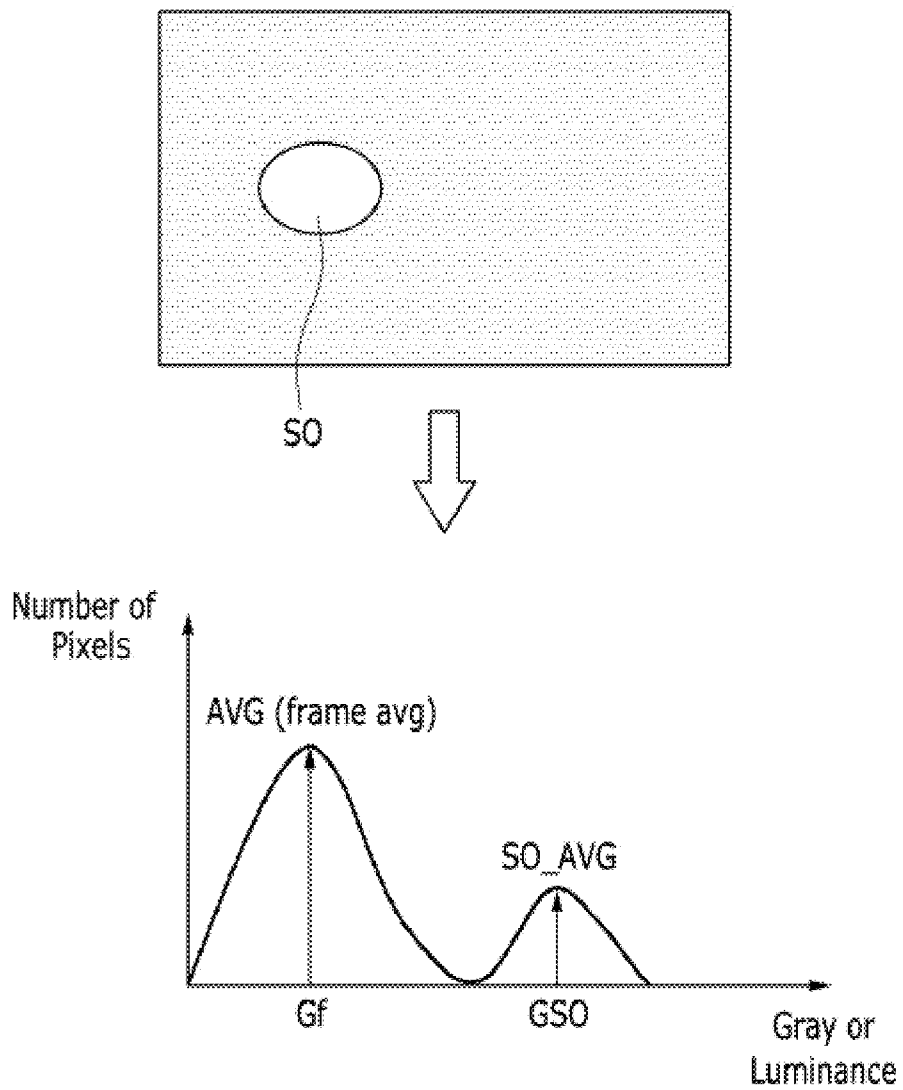 SO
Number of
Pixels
AVG (frame avg)
SO_AVG
Gf
GSO
Gray or
Luminance